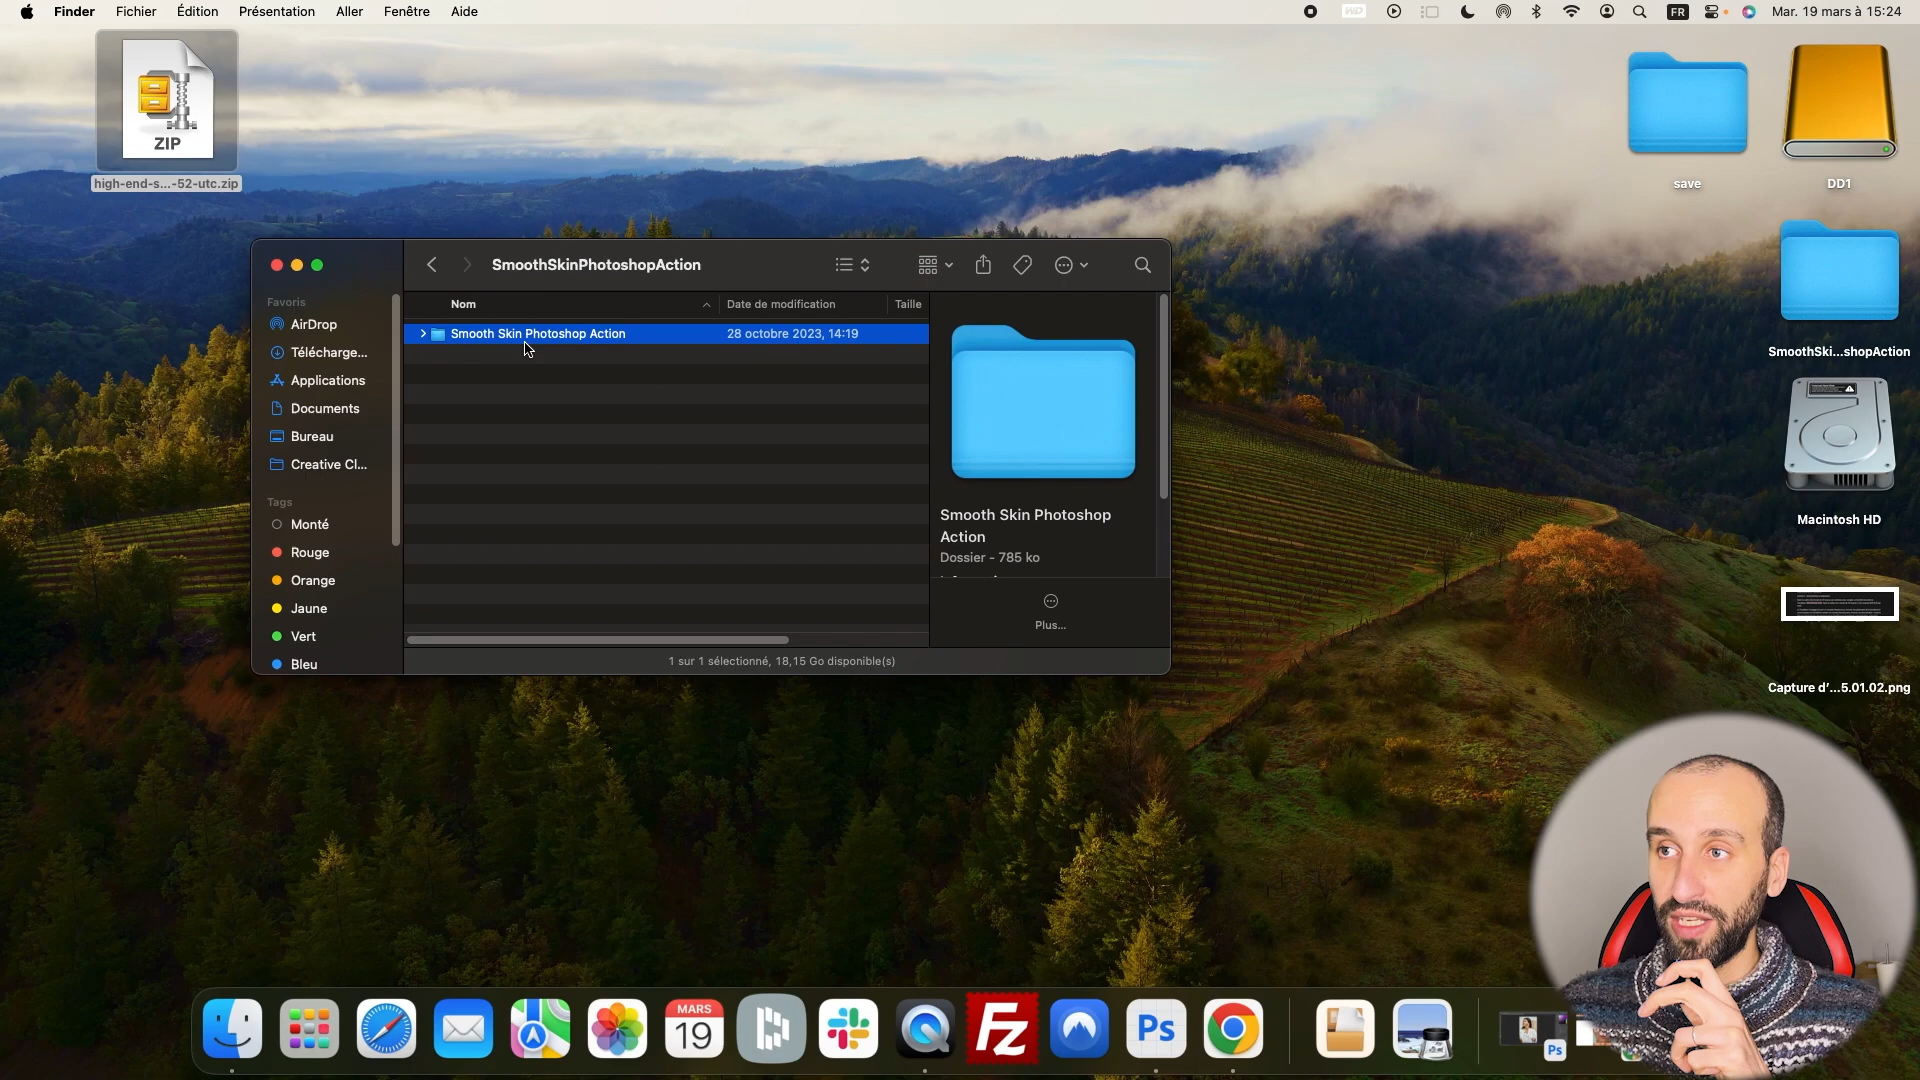 Finder Fichier Édition Présentation Aller Fenêtre Aide
FR Mar. 19 mars à 15:24
ZIP
high-end-s...-52-utc.zip
save
DD1
SmoothSki...shopAction
Macintosh HD
Capture d'...5.01.02.png
SmoothSkinPhotoshopAction
Favoris
AirDrop
Télécharge...
Applications
Documents
Bureau
Creative Cl...
Tags
Monté
Rouge
Orange
Jaune
Vert
Bleu
Nom Date de modification Taille
Smooth Skin Photoshop Action 28 octobre 2023, 14:19
Smooth Skin Photoshop
Action
Dossier - 785 ko
Plus...
1 sur 1 sélectionné, 18,15 Go disponible(s)
MARS
19
Fz
Ps
Ps